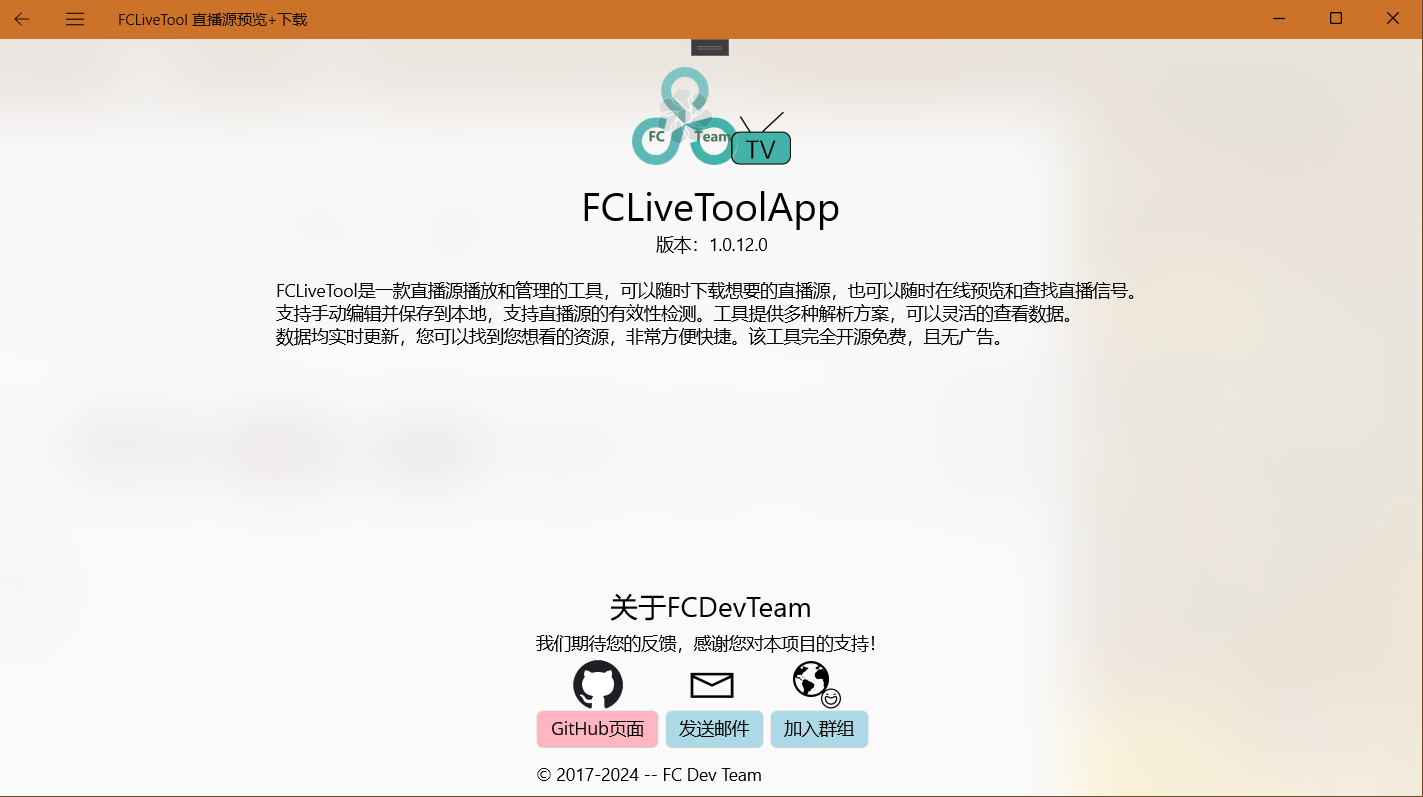 FCLiveTool 直播源预览+下载
FC Team
TV
FCLiveToolApp
版本：1.0.12.0
FCLiveTool是一款直播源播放和管理的工具，可以随时下载想要的直播源，也可以随时在线预览和查找直播信号。
支持手动编辑并保存到本地，支持直播源的有效性检测。工具提供多种解析方案，可以灵活的查看数据。
数据均实时更新，您可以找到您想看的资源，非常方便快捷。该工具完全开源免费，且无广告。
关于FCDevTeam
我们期待您的反馈，感谢您对本项目的支持！
GitHub页面 发送邮件 加入群组
© 2017-2024 -- FC Dev Team